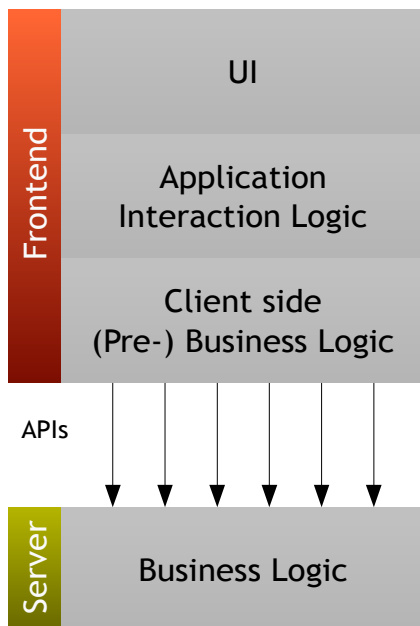 Frontend
UI
Application
Interaction Logic
Client side
(Pre-) Business Logic
APIs
Server
Business Logic